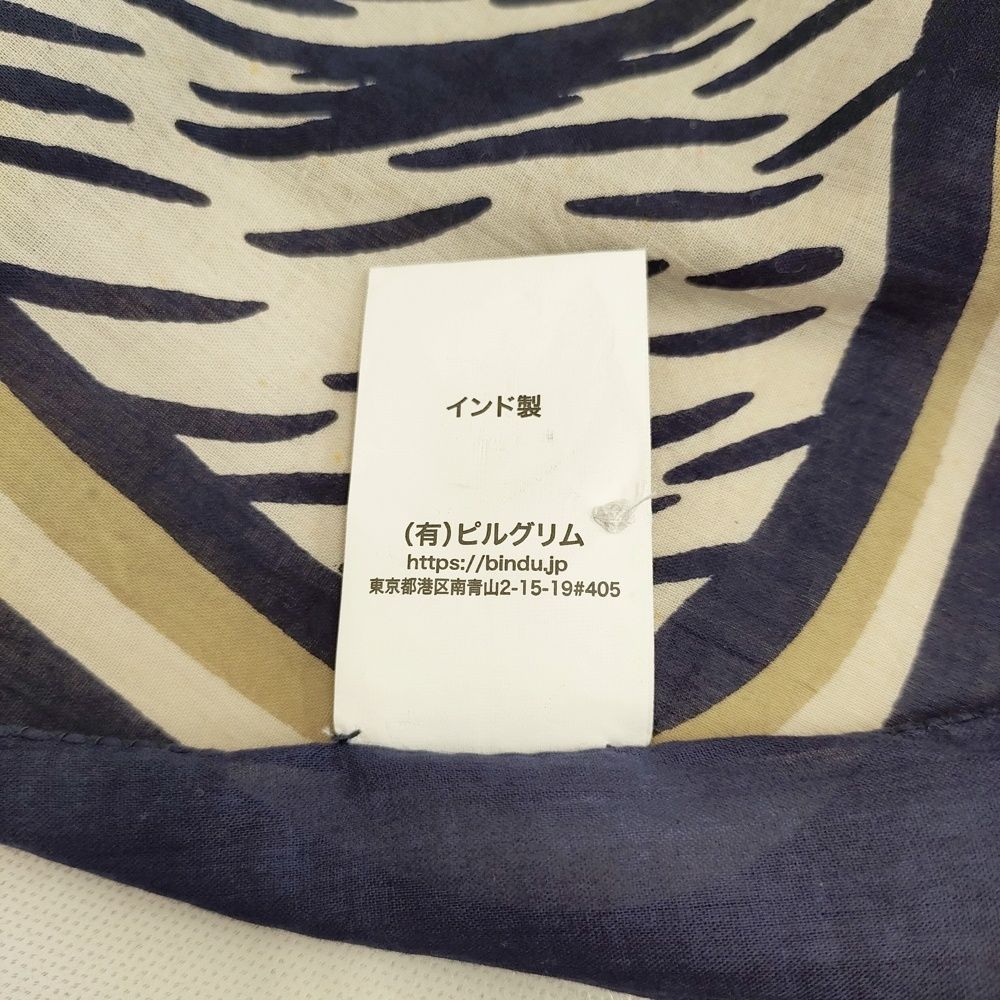 インド製
(有)ピルグリム
https://bindu.jp
東京都港区南青山2-15-19#405